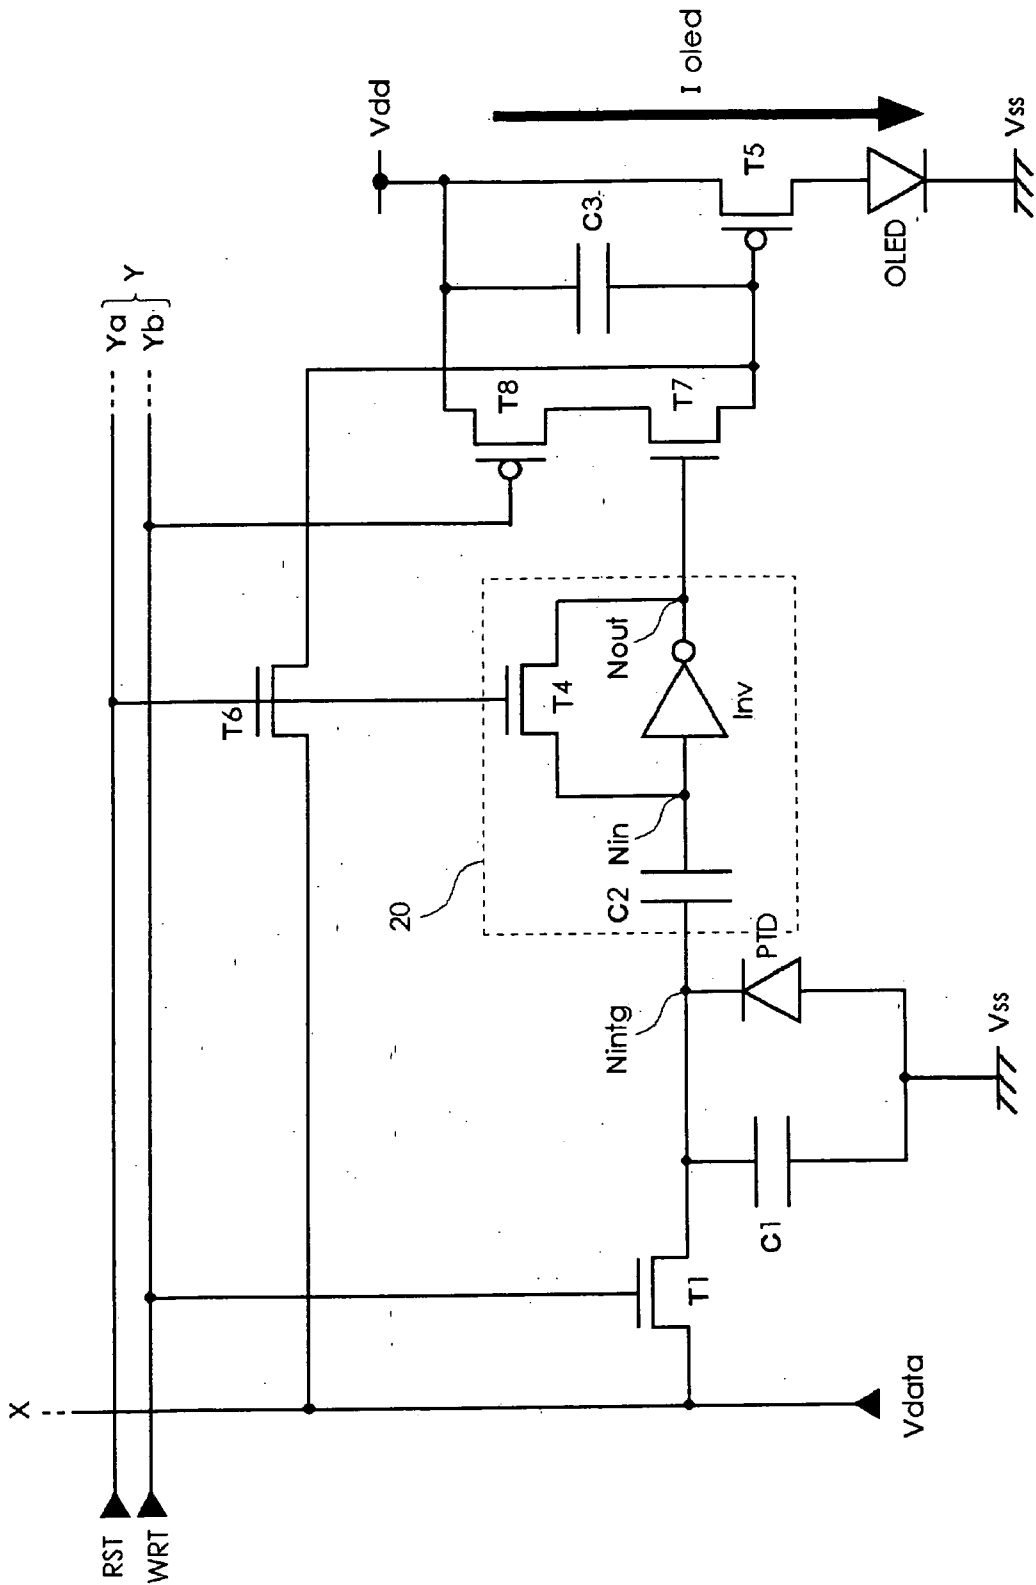 X
RST
WRT
Ya
Yb
Y
Vdd
I oled
T6
T8
C3
T5
T7
OLED
Vss
20
T4
Nin
Nout
Inv
C2
Nintg
PTD
T1
C1
Vss
Vdata